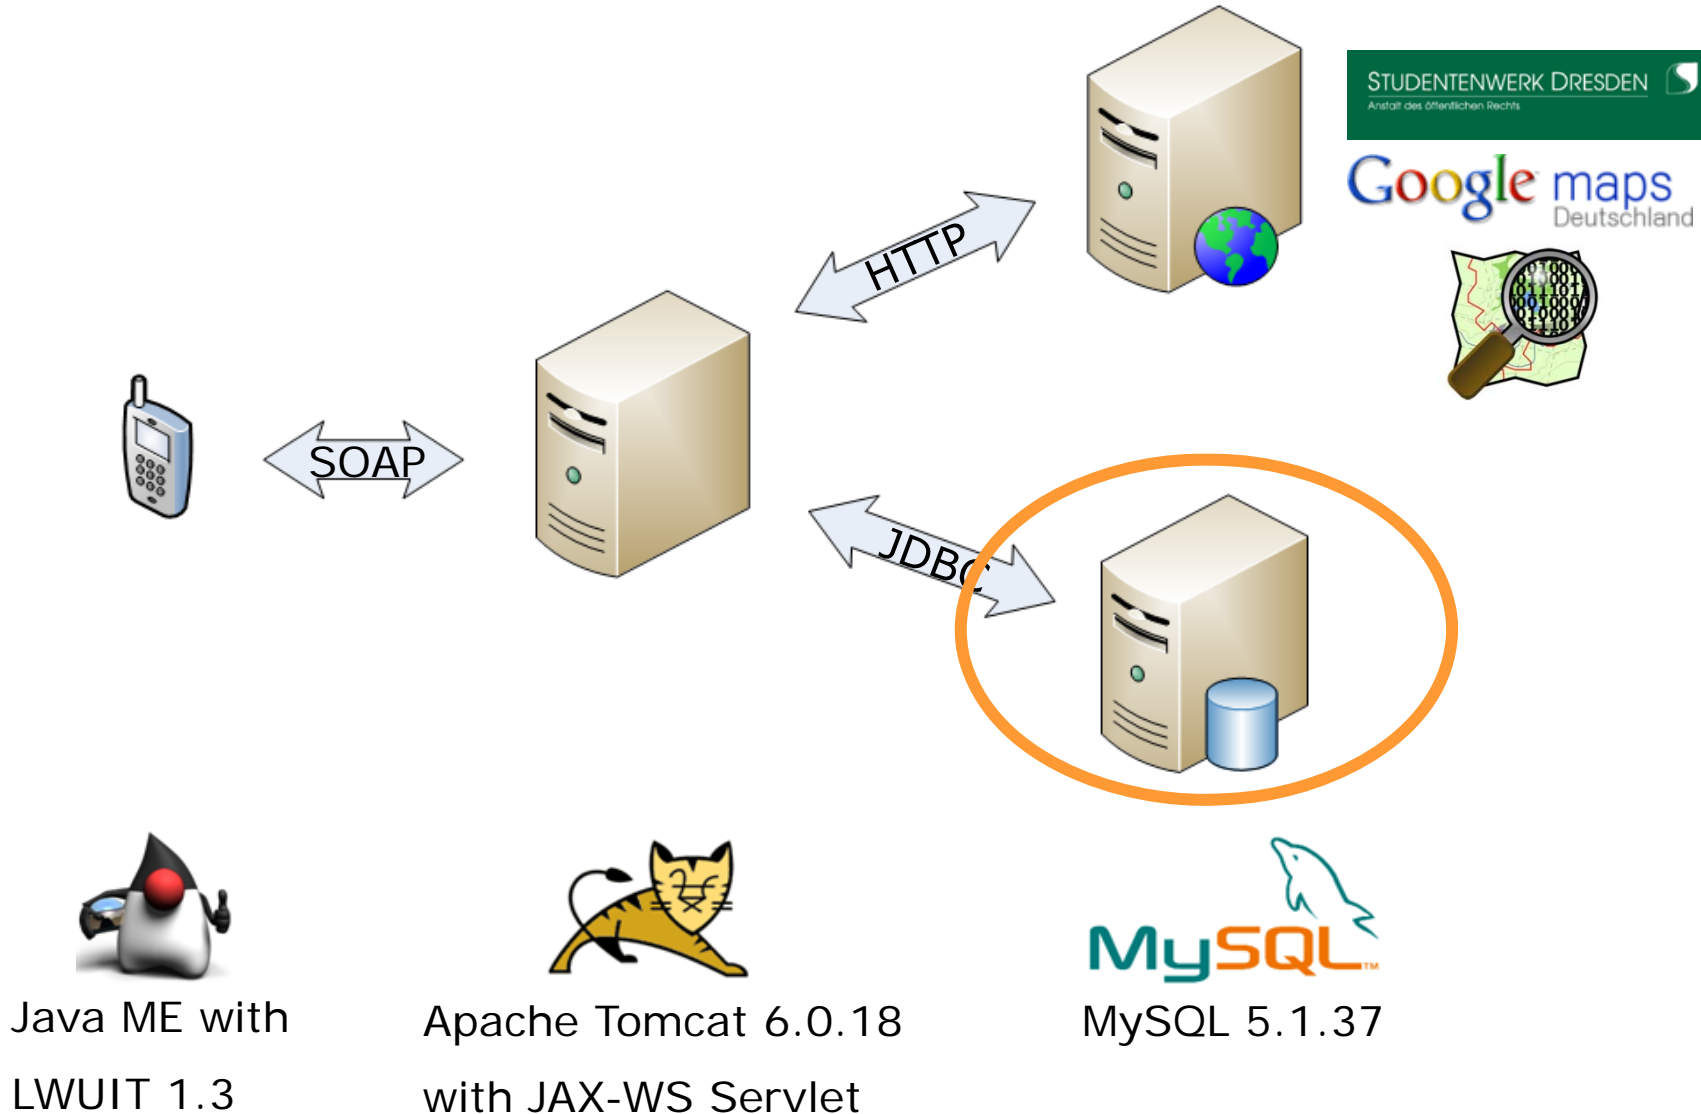 STUDENTENWERK DRESDEN
Anstalt des öffentlichen Rechts
Google maps
Deutschland
HTTP
SOAP
JDBC
MySQL™
Java ME with
LWUIT 1.3
Apache Tomcat 6.0.18
with JAX-WS Servlet
MySQL 5.1.37